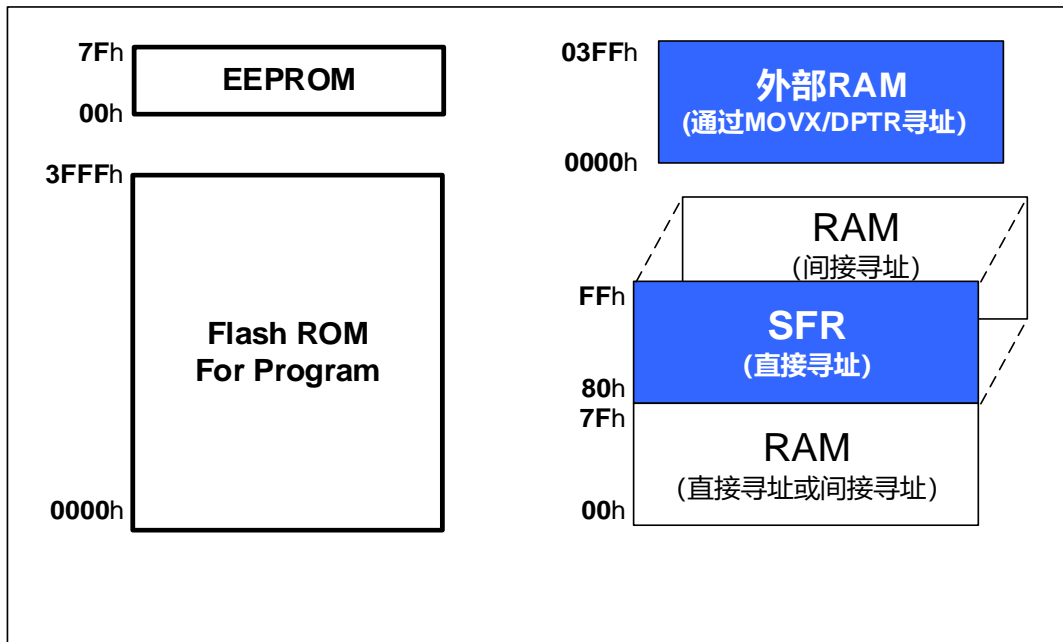 7Fh
EEPROM
00h
3FFFh
Flash ROM
For Program
0000h
03FFh
外部RAM
(通过MOVX/DPTR寻址)
0000h
RAM
(间接寻址)
FFh
SFR
(直接寻址)
80h
7Fh
RAM
(直接寻址或间接寻址)
00h